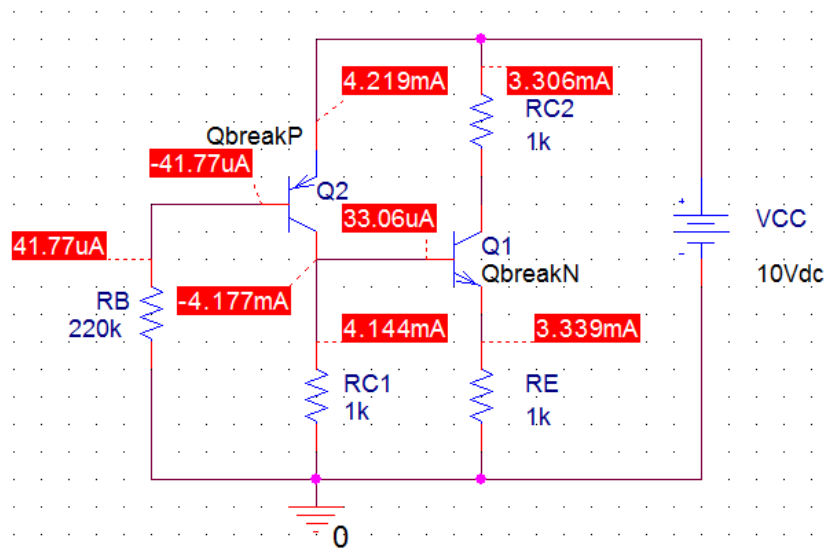 4.219mA
3.306mA
RC2
1k
QbreakP
-41.77uA
Q2
33.06uA
41.77uA
Q1
QbreakN
+
-
VCC
10Vdc
RB
220k
-4.177mA
4.144mA
3.339mA
RC1
1k
RE
1k
0